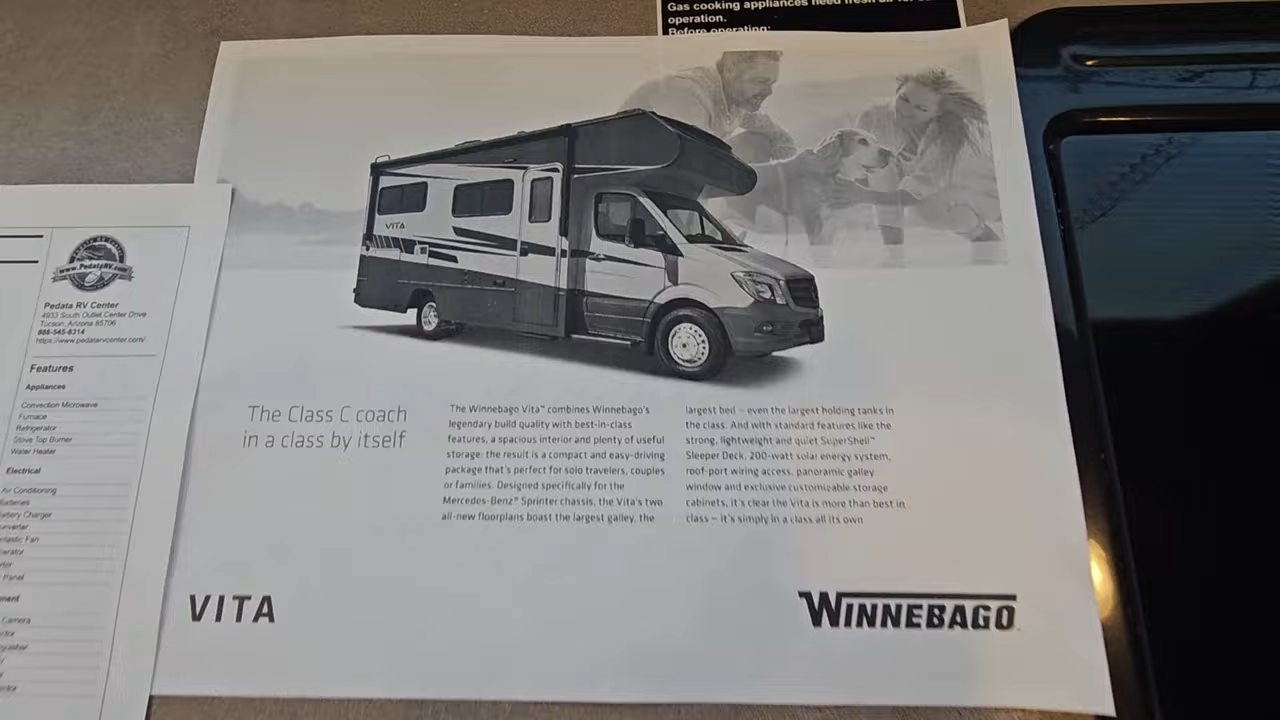 Gas cooking appliances need fresh air for
operation.
Before operating:
VITA
The Class C coach
in a class by itself
The Winnebago Vita™ combines Winnebago's
legendary build quality with best-in-class
features, a spacious interior and plenty of useful
storage: the result is a compact and easy-driving
package that's perfect for solo travelers, couples
or families. Designed specifically for the
Mercedes-Benz® Sprinter chassis, the Vita's two
all-new floorplans boast the largest galley, the
largest bed – even the largest holding tanks in
the class. And with standard features like the
strong, lightweight and quiet SuperShell™
Sleeper Deck, 200-watt solar energy system,
roof-port wiring access, panoramic galley
window and exclusive customizable storage
cabinets, it's clear the Vita is more than best in
class – it's simply in a class all its own
VITA
WINNEBAGO
www.PedataRV.com
Pedata RV Center
4933 South Outlet Center Drive
Tucson, Arizona 85706
888-545-8314
https://www.pedatarvcenter.com/
Features
Appliances
Convection Microwave
Furnace
Refrigerator
Stove Top Burner
Water Heater
Electrical
Air Conditioning
Batteries
Battery Charger
Fan
Panel
Camera